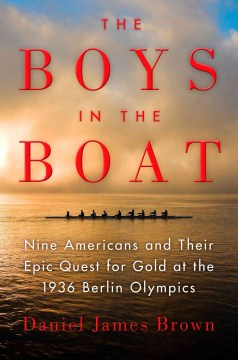 THE
BOYS
IN THE
BOAT
Nine Americans and Their
Epic Quest for Gold at the
1936 Berlin Olympics
Daniel James Brown